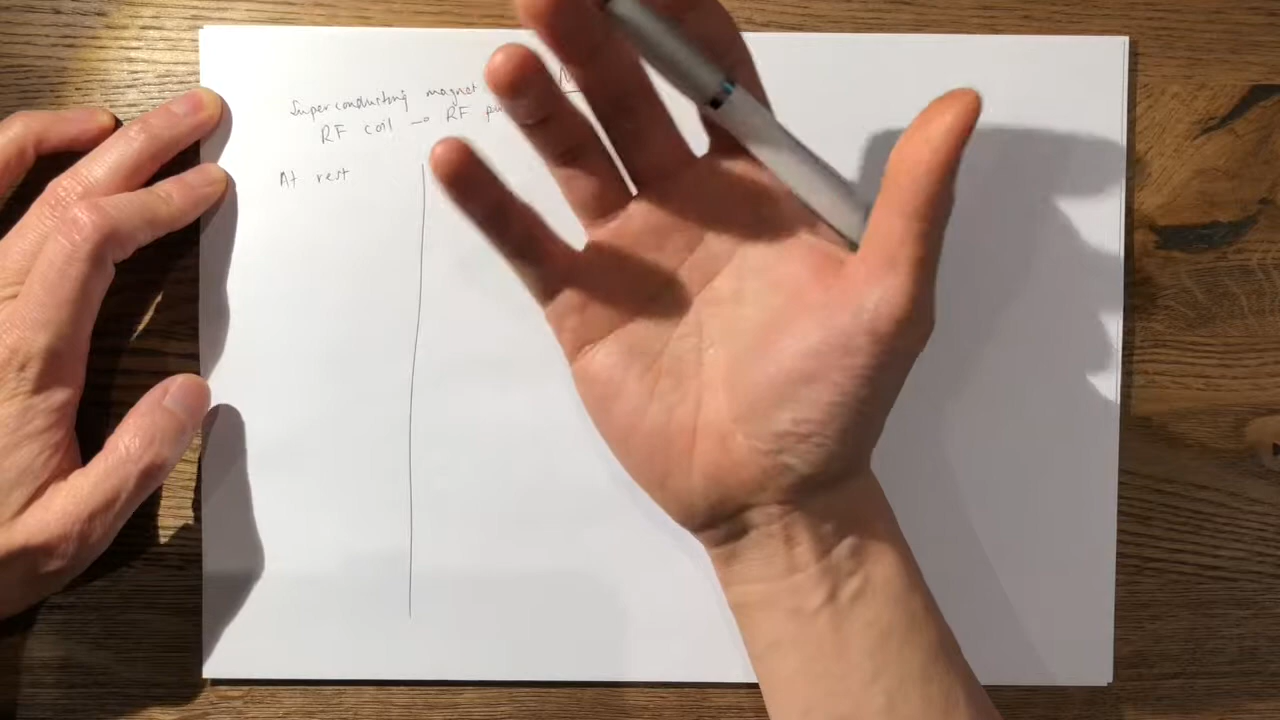 Superconducting magnet
RF coil → RF
At rest